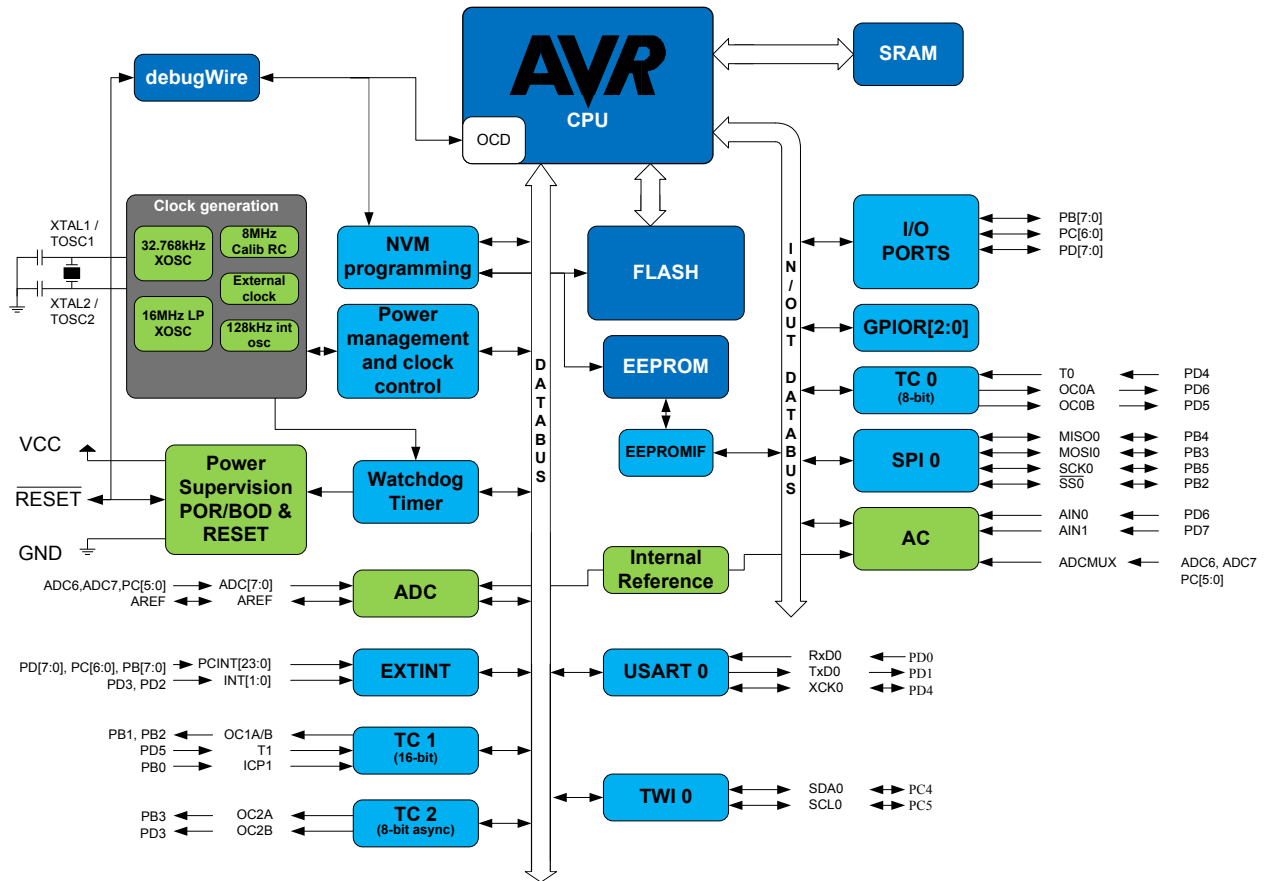 AVR
CPU
OCD
SRAM
debugWire
Clock generation
XTAL1 /
TOSC1
XTAL2 /
TOSC2
32.768kHz
XOSC
8MHz
Calib RC
External
clock
16MHz LP
XOSC
128kHz int
osc
NVM
programming
Power
management
and clock
control
FLASH
EEPROM
EEPROMIF
DATABUS
IN/OUT DATABUS
I/O
PORTS
PB[7:0]
PC[6:0]
PD[7:0]
GPIOR[2:0]
TC 0
(8-bit)
T0 PD4
OC0A PD6
OC0B PD5
SPI 0
MISO0 PB4
MOSI0 PB3
SCK0 PB5
SS0 PB2
AC
AIN0 PD6
AIN1 PD7
ADCMUX ADC6, ADC7
PC[5:0]
VCC
RESET
GND
Power
Supervision
POR/BOD &
RESET
Watchdog
Timer
Internal
Reference
ADC6,ADC7,PC[5:0] ADC[7:0]
AREF AREF
ADC
PD[7:0], PC[6:0], PB[7:0] PCINT[23:0]
PD3, PD2 INT[1:0]
EXTINT
USART 0
RxD0 PD0
TxD0 PD1
XCK0 PD4
PB1, PB2 OC1A/B
PD5 T1
PB0 ICP1
TC 1
(16-bit)
TWI 0
SDA0 PC4
SCL0 PC5
PB3 OC2A
PD3 OC2B
TC 2
(8-bit async)